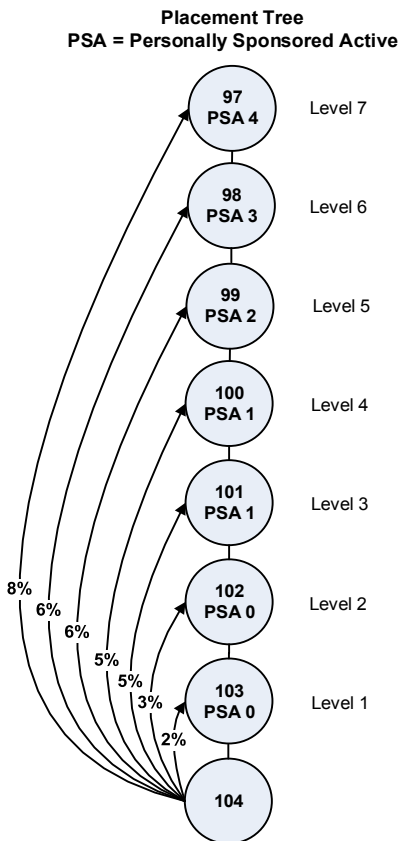 Placement Tree
PSA = Personally Sponsored Active
97
PSA 4
Level 7
98
PSA 3
Level 6
99
PSA 2
Level 5
100
PSA 1
Level 4
101
PSA 1
Level 3
102
PSA 0
Level 2
103
PSA 0
Level 1
104
8%
6%
6%
5%
5%
3%
2%